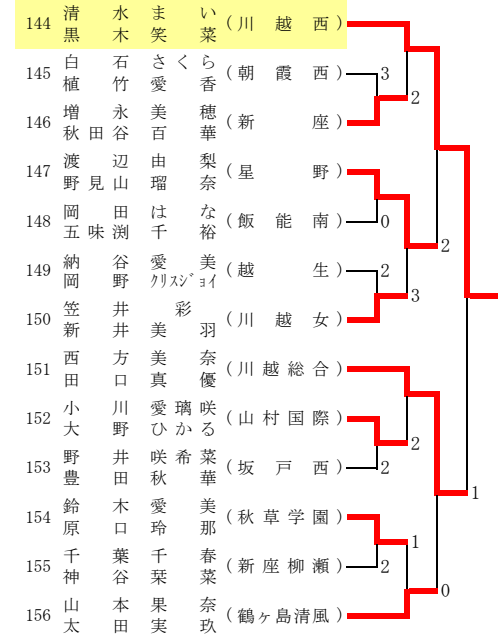 144 清水まい (川越西)
黒木笑菜
145 白石さくら (朝霞西) 3
植竹愛香
2
146 増永美穂 (新座)
秋田谷百華
147 渡辺由梨 (星野)
野見山瑠奈
148 岡田はな (飯能南) 0
五味渕千裕
2
149 納谷愛美 (越生) 2
岡野クリスジョイ
3
150 笠井彩 (川越女)
新井美羽
151 西方美奈 (川越総合)
田口真優
152 小川愛璃咲 (山村国際)
大野ひかる
2
153 野井咲希菜 (坂戸西) 2
豊田秋華
1
154 鈴木愛美 (秋草学園)
原口玲那
1
155 千葉千春 (新座柳瀬) 2
神谷栞菜
0
156 山本果奈 (鶴ヶ島清風)
太田実玖